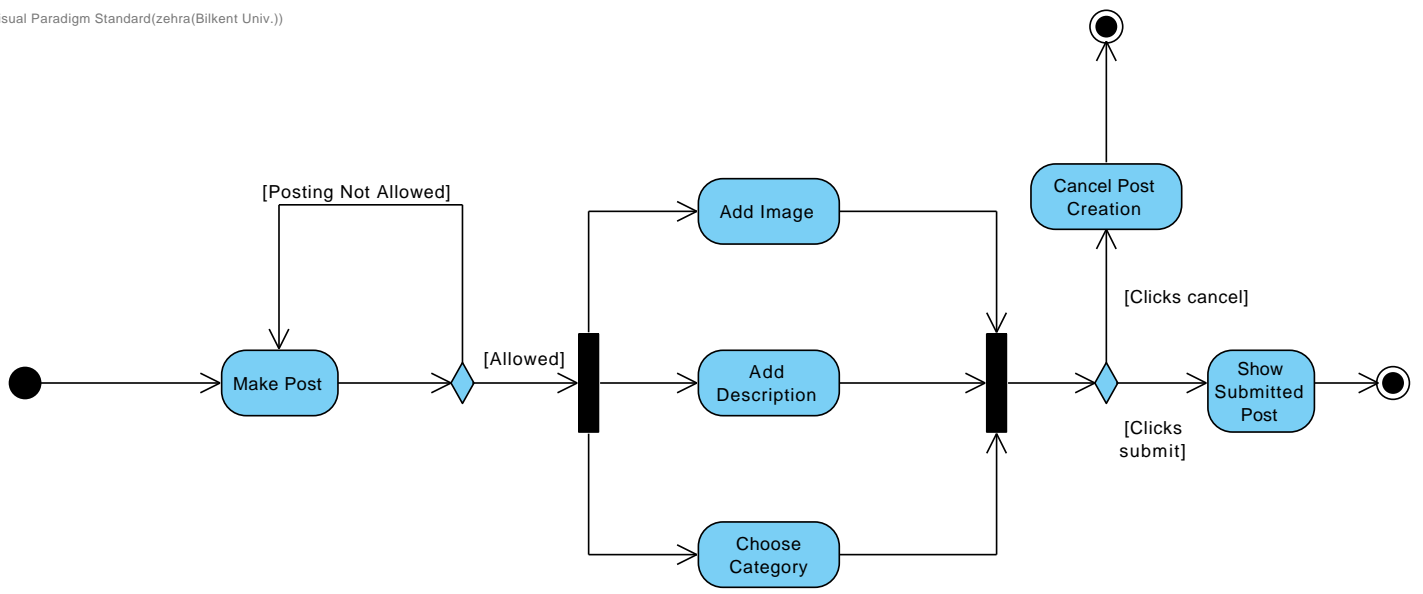 isual Paradigm Standard(zehra(Bilkent Univ.))
[Posting Not Allowed]
Make Post
[Allowed]
Add Image
Add
Description
Choose
Category
Cancel Post
Creation
[Clicks cancel]
[Clicks
submit]
Show
Submitted
Post